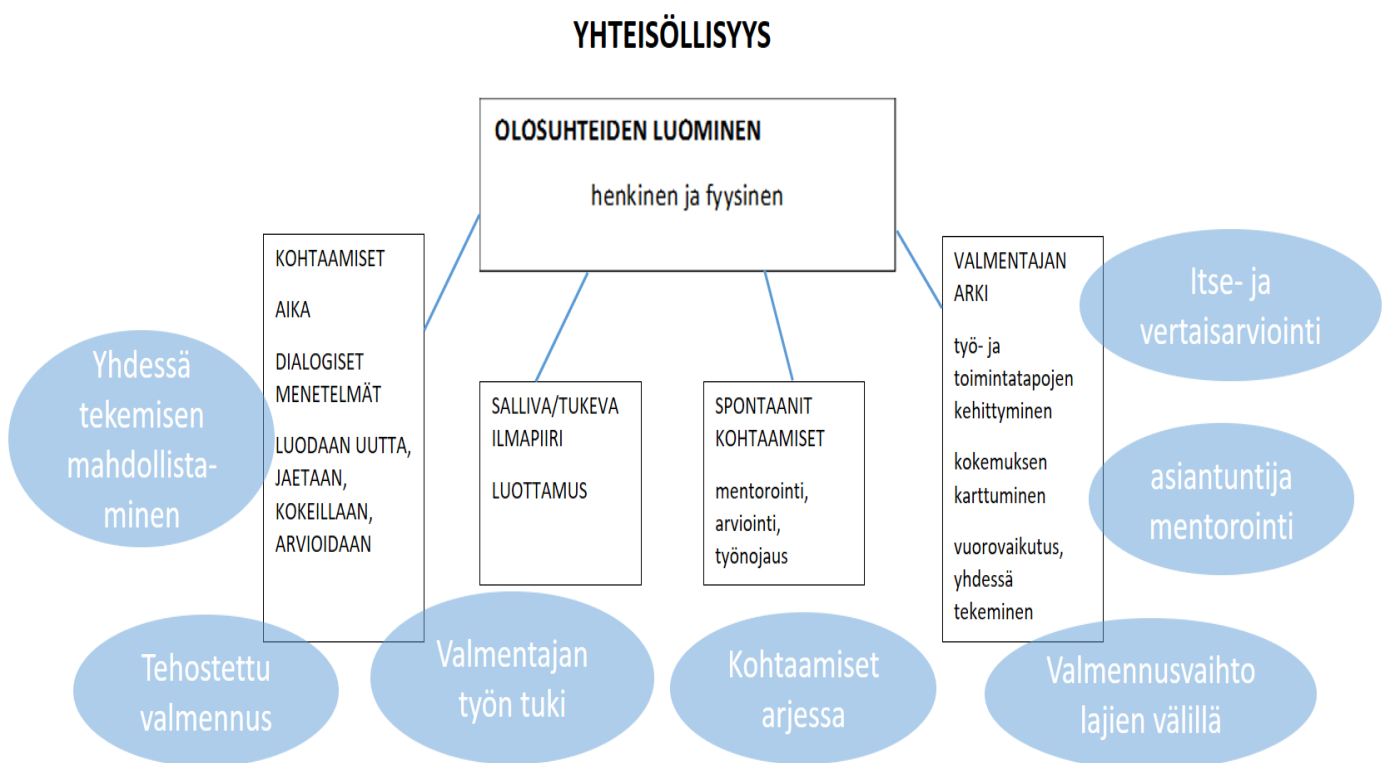 YHTEISÖLLISYYS
OLOSUHTEIDEN LUOMINEN
henkinen ja fyysinen
KOHTAAMISET
AIKA
DIALOGISET
MENETELMÄT
LUODAAN UUTTA,
JAETAAN,
KOKEILLAAN,
ARVIOIDAAN
Yhdessä
tekemisen
mahdollista-
minen
SALLIVA/TUKEVA
ILMAPIIRI
LUOTTAMUS
SPONTAANIT
KOHTAAMISET
mentorointi,
arviointi,
työnojaus
VALMENTAJAN
ARKI
työ- ja
toimintatapojen
kehittyminen
kokemuksen
karttuminen
vuorovaikutus,
yhdessä
tekeminen
Itse- ja
vertaisarviointi
asiantuntija
mentorointi
Tehostettu
valmennus
Valmentajan
työn tuki
Kohtaamiset
arjessa
Valmennusvaihto
lajien välillä